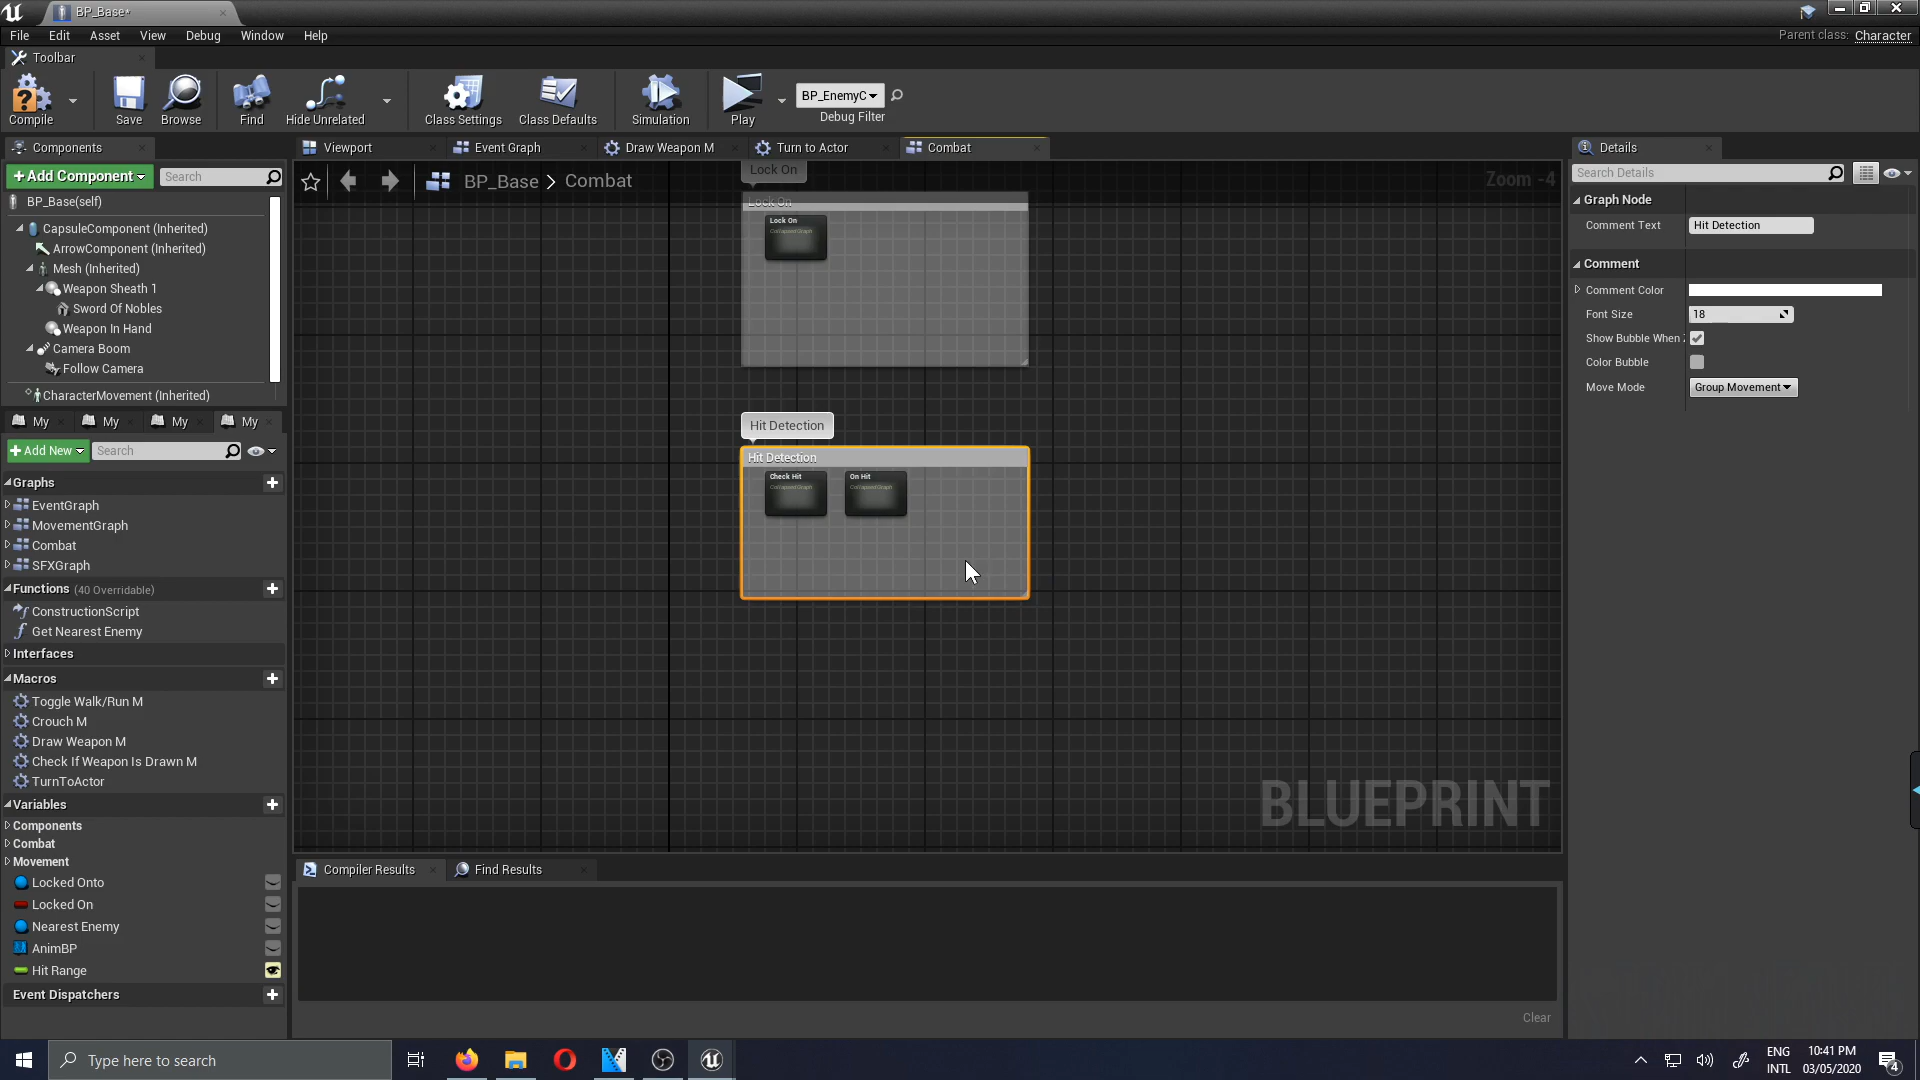 BP_Base*
File Edit Asset View Debug Window Help
Parent class: Character
Toolbar
Compile Save Browse Find Hide Unrelated Class Settings Class Defaults Simulation Play
BP_EnemyC
Debug Filter
Components
+Add Component Search
BP_Base(self)
CapsuleComponent (Inherited)
ArrowComponent (Inherited)
Mesh (Inherited)
Weapon Sheath 1
Sword Of Nobles
Weapon In Hand
Camera Boom
Follow Camera
CharacterMovement (Inherited)
My My My My
+Add New Search
Graphs
EventGraph
MovementGraph
Combat
SFXGraph
Functions (40 Overridable)
ConstructionScript
Get Nearest Enemy
Interfaces
Macros
Toggle Walk/Run M
Crouch M
Draw Weapon M
Check If Weapon Is Drawn M
TurnToActor
Variables
Components
Combat
Movement
Locked Onto
Locked On
Nearest Enemy
AnimBP
Hit Range
Event Dispatchers
Viewport Event Graph Draw Weapon M Turn to Actor Combat
BP_Base > Combat
Zoom -4
Lock On
Lock On
Lock On
CollapsedGraph
Hit Detection
Hit Detection
Check Hit
CollapsedGraph
On Hit
CollapsedGraph
BLUEPRINT
Compiler Results Find Results
Clear
Details
Search Details
Graph Node
Comment Text Hit Detection
Comment
Comment Color
Font Size 18
Show Bubble When
Color Bubble
Move Mode Group Movement
Type here to search
ENG
INTL
10:41 PM
03/05/2020
4